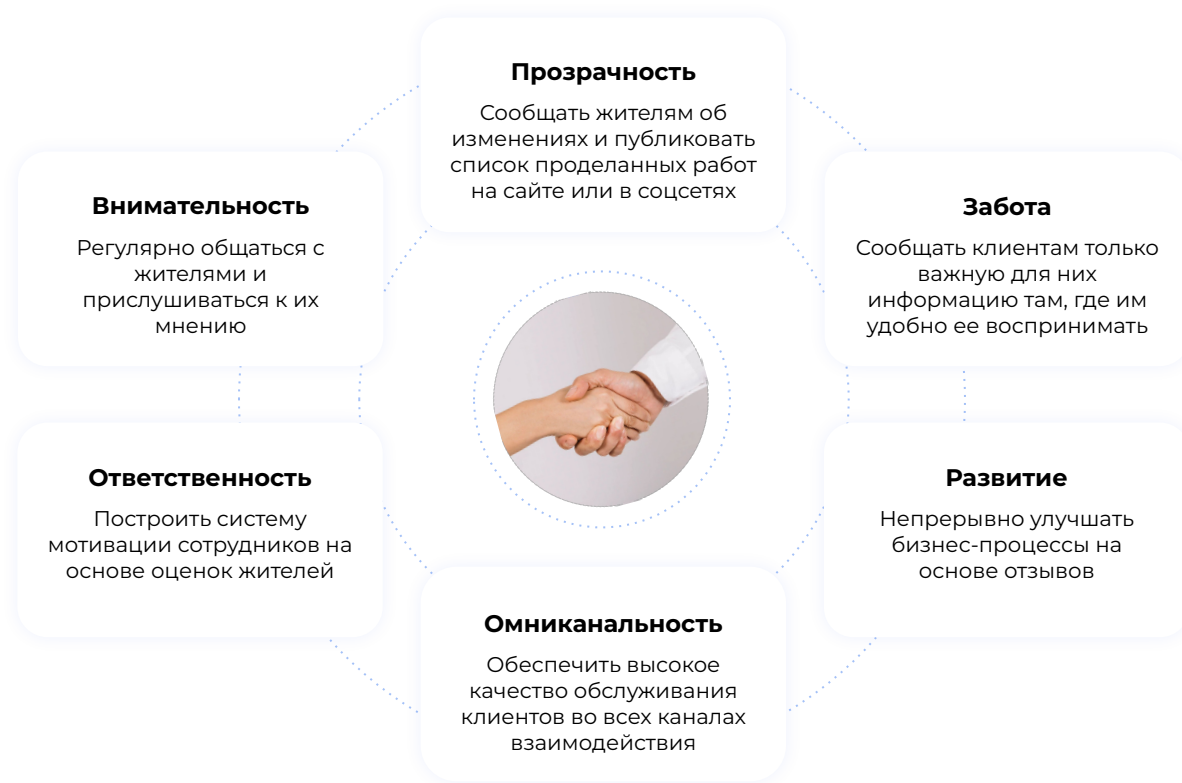 Прозрачность
Сообщать жителям об
изменениях и публиковать
список проделанных работ
на сайте или в соцсетях
Внимательность
Регулярно общаться с
жителями и
прислушиваться к их
мнению
Забота
Сообщать клиентам только
важную для них
информацию там, где им
удобно ее воспринимать
Ответственность
Построить систему
мотивации сотрудников на
основе оценок жителей
Развитие
Непрерывно улучшать
бизнес-процессы на
основе отзывов
Омниканальность
Обеспечить высокое
качество обслуживания
клиентов во всех каналах
взаимодействия